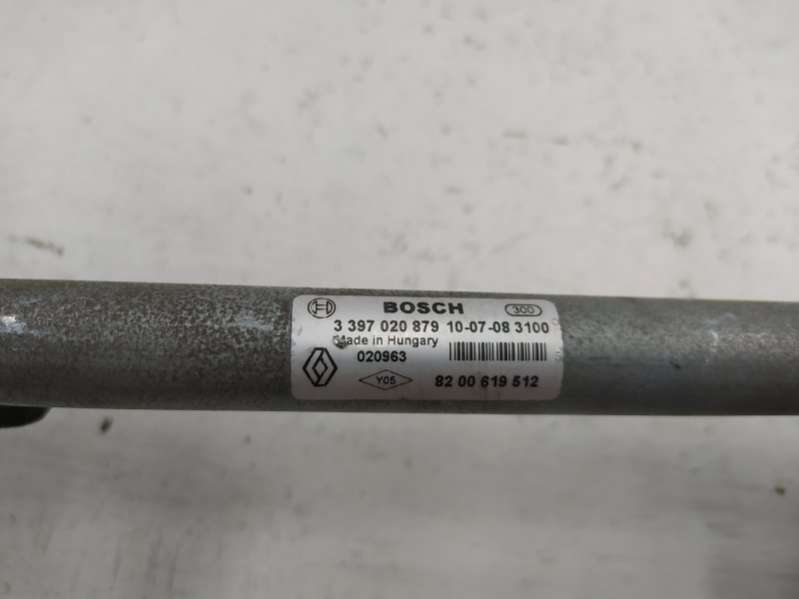 BOSCH 300
3 397 020 879 10-07-08 3100
Made in Hungary
020963
Y05 82 00 619 512